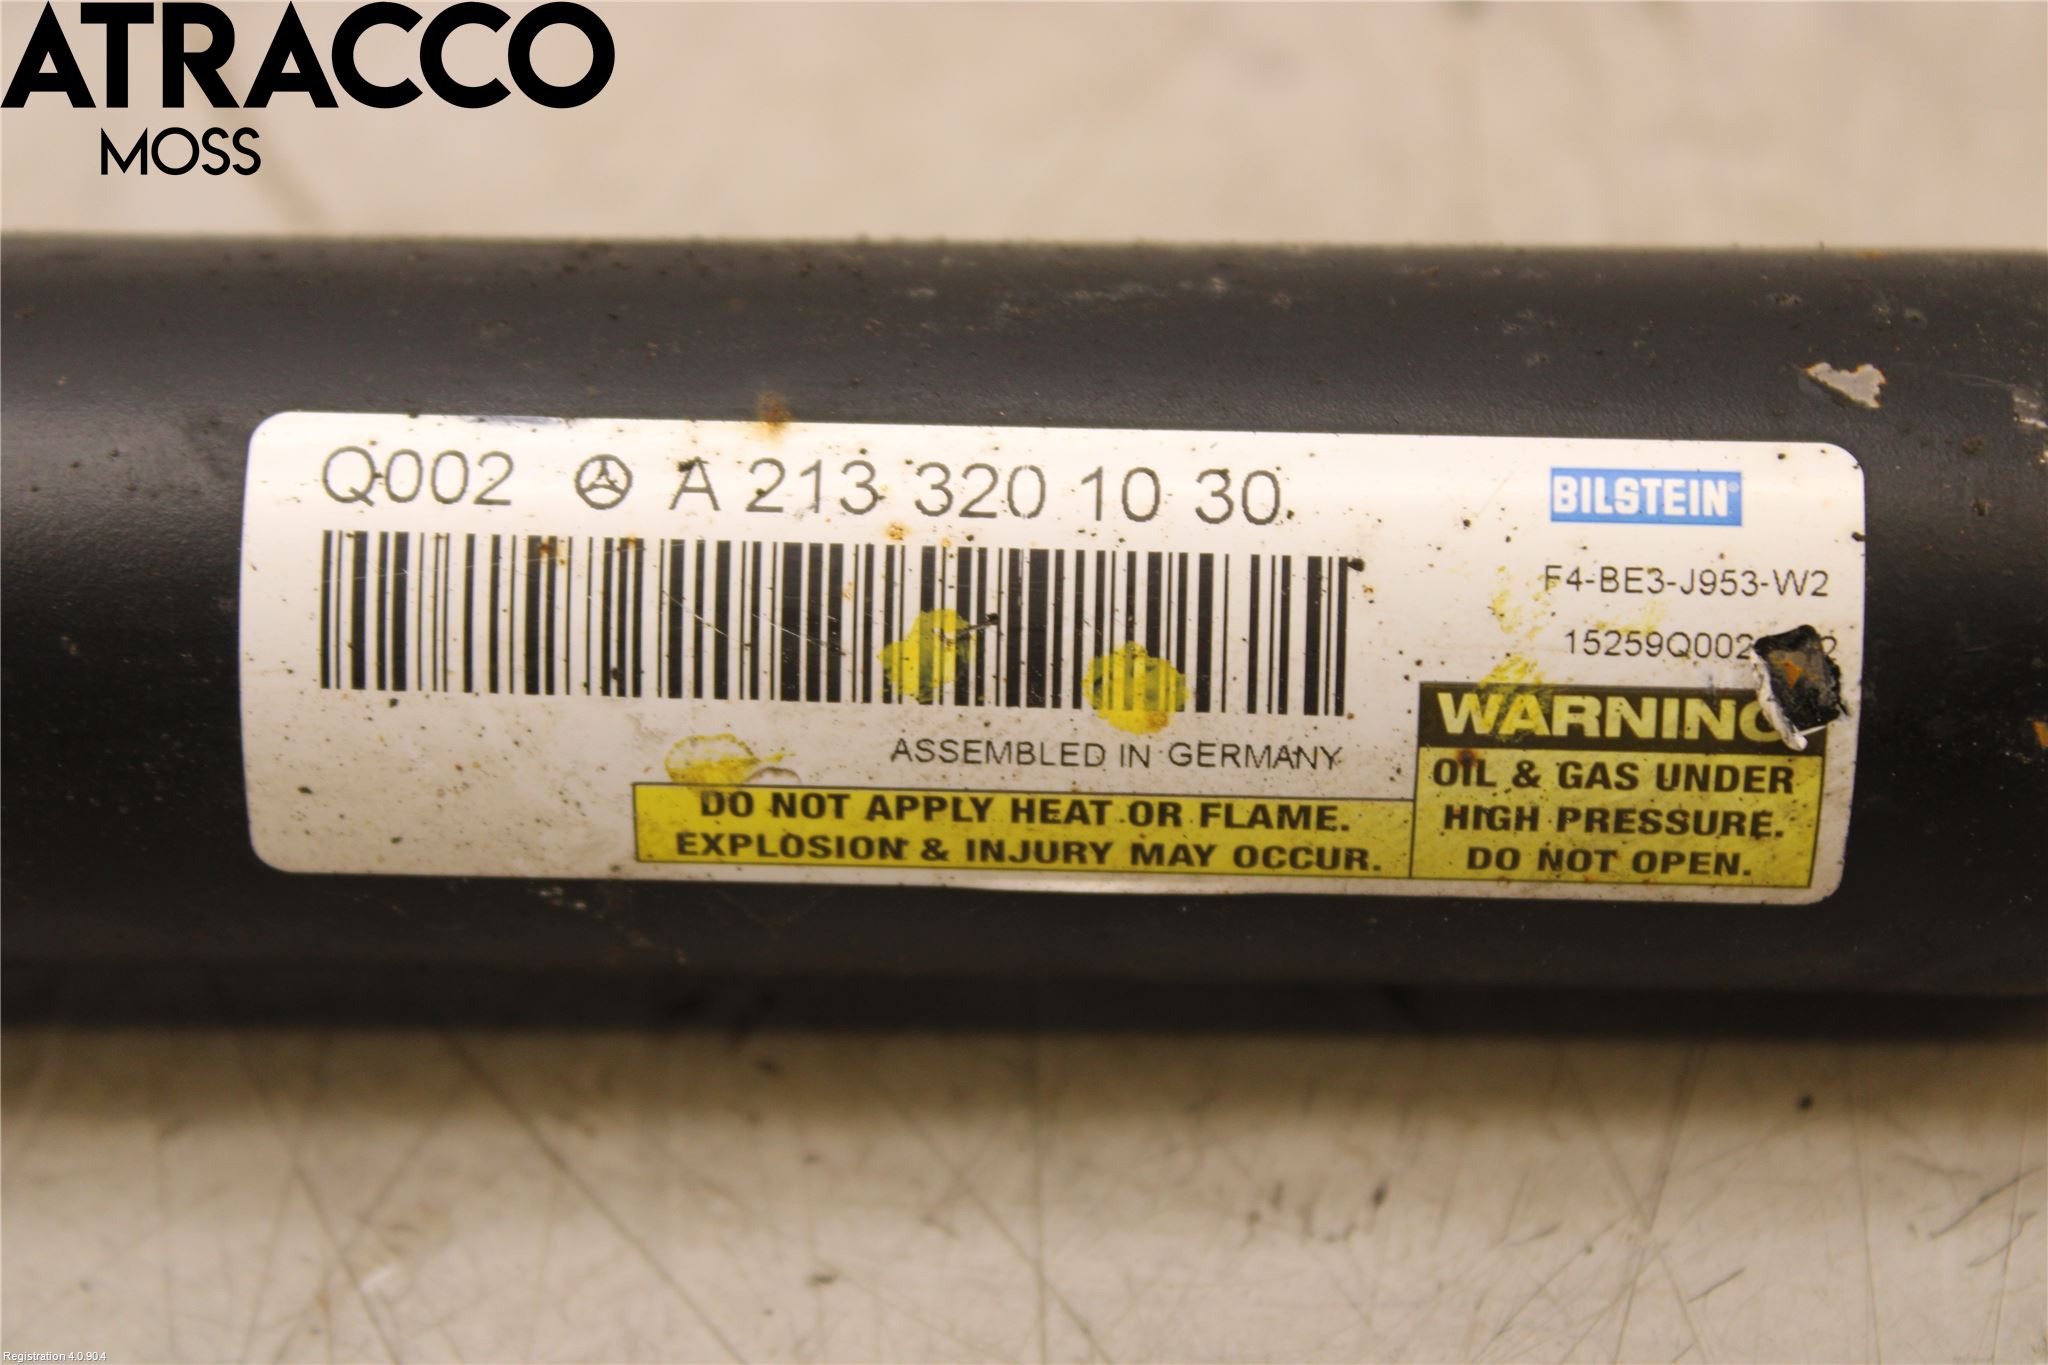 ATRACCO
MOSS
Q002 A 213 320 10 30
BILSTEIN®
F4-BE3-J953-W2
ASSEMBLED IN GERMANY
WARNING
OIL & GAS UNDER
HIGH PRESSURE.
DO NOT OPEN.
DO NOT APPLY HEAT OR FLAME.
EXPLOSION & INJURY MAY OCCUR.
Registration 4.0.90.4